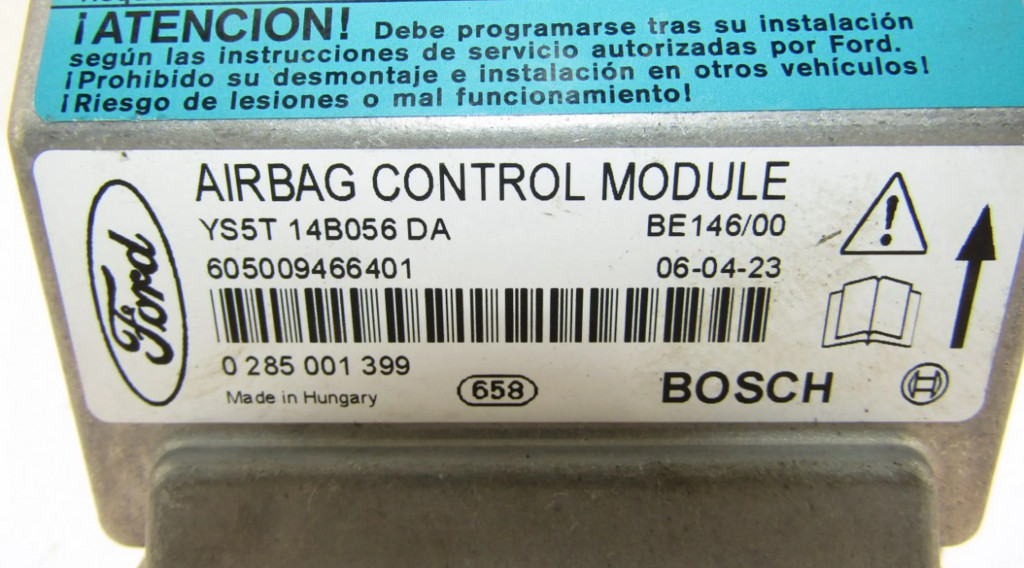 ¡ATENCION! Debe programarse tras su instalación
según las instrucciones de servicio autorizadas por Ford.
¡Prohibido su desmontaje e instalación en otros vehículos!
¡Riesgo de lesiones o mal funcionamiento!
Ford
AIRBAG CONTROL MODULE
YS5T 14B056 DA BE146/00
605009466401 06-04-23
0 285 001 399
Made in Hungary
658
BOSCH